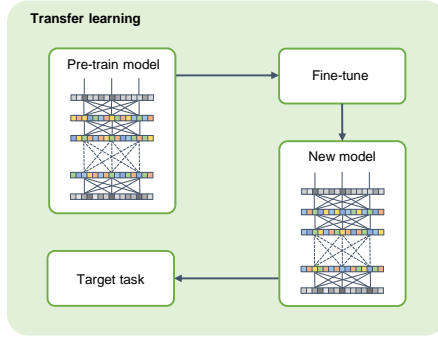 Transfer learning
Pre-train model
Fine-tune
New model
Target task